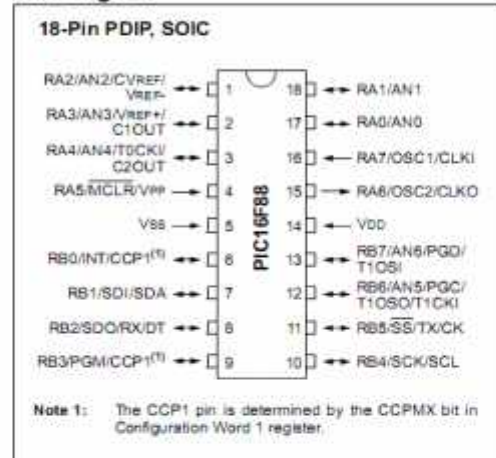 18-Pin PDIP, SOIC
RA2/AN2/CVREF/
VREF-
RA3/AN3/VREF+/
C1OUT
RA4/AN4/T0CKI/
C2OUT
RA5/MCLR/VPP
VSS
RB0/INT/CCP1(1)
RB1/SDI/SDA
RB2/SDO/RX/DT
RB3/PGM/CCP1(1)
1
2
3
4
5
6
7
8
9
PIC16F88
18
17
16
15
14
13
12
11
10
RA1/AN1
RA0/AN0
RA7/OSC1/CLKI
RA6/OSC2/CLKO
VDD
RB7/AN6/PGD/
T1OSI
RB6/AN5/PGC/
T1OSO/T1CKI
RB5/SS/TX/CK
RB4/SCK/SCL
Note 1: The CCP1 pin is determined by the CCPMX bit in
Configuration Word 1 register.